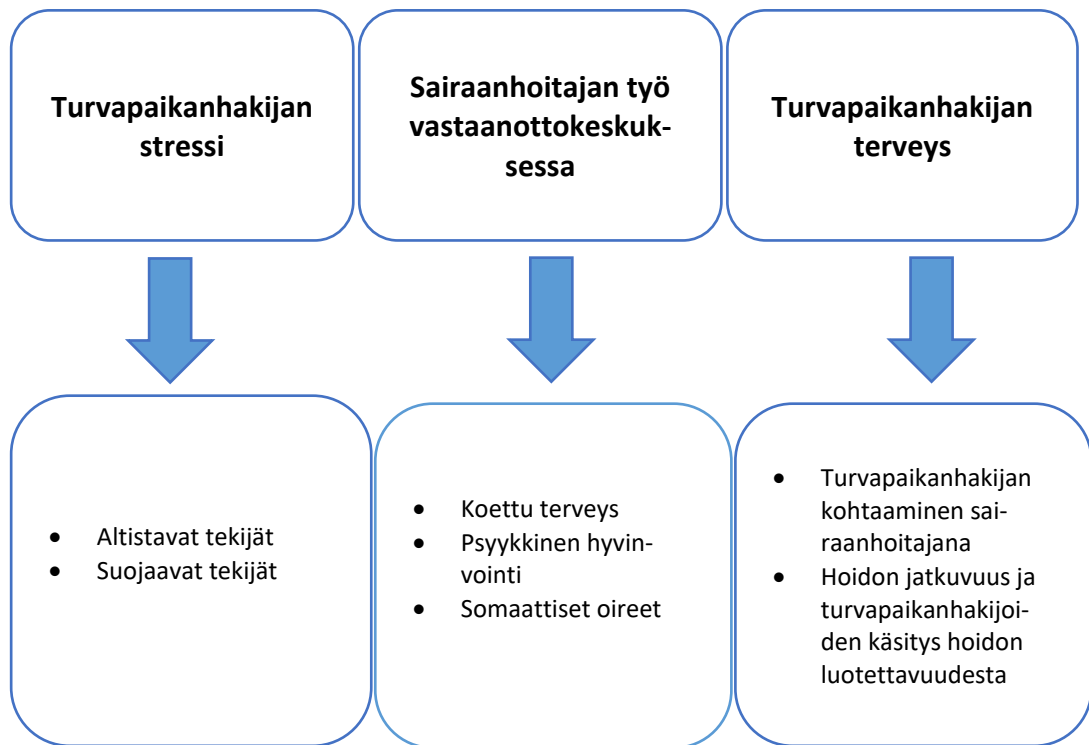 Turvapaikanhakijan
stressi
Sairaanhoitajan työ
vastaanottokeskuk-
sessa
Turvapaikanhakijan
terveys
• Altistavat tekijät
• Suojaavat tekijät
• Koettu terveys
• Psyykkinen hyvin-
vointi
• Somaattiset oireet
• Turvapaikanhakijan
kohtaaminen sai-
raanhoitajana
• Hoidon jatkuvuus ja
turvapaikanhakijoi-
den käsitys hoidon
luotettavuudesta